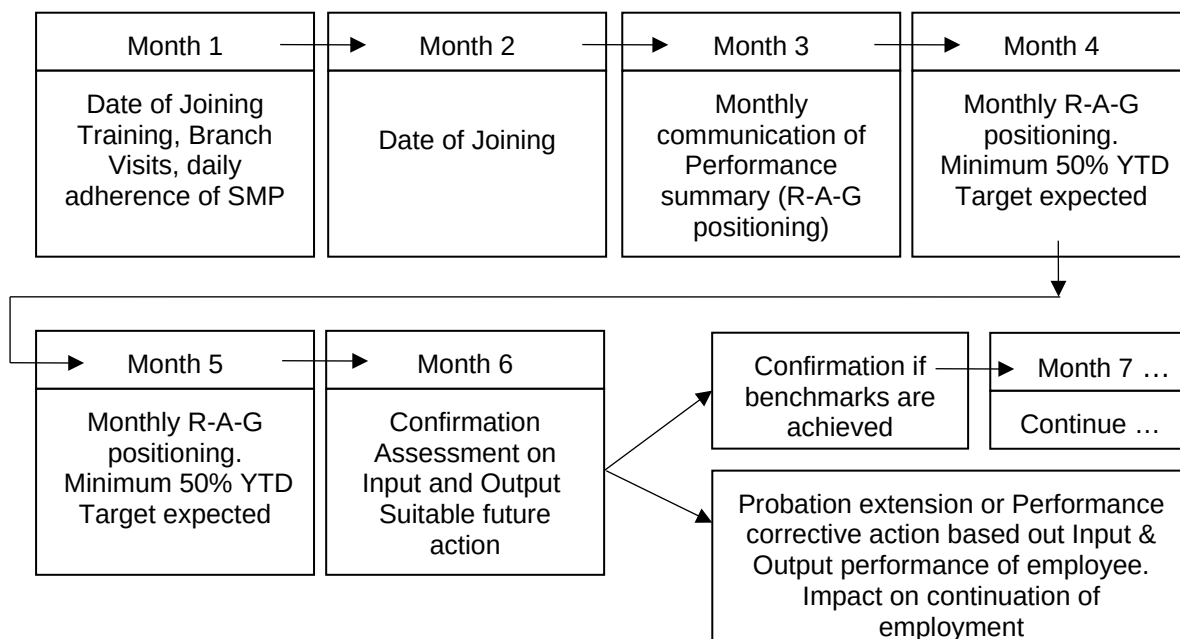 Month 1
Date of Joining
Training, Branch
Visits, daily
adherence of SMP
Month 2
Date of Joining
Month 3
Monthly
communication of
Performance
summary (R-A-G
positioning)
Month 4
Monthly R-A-G
positioning.
Minimum 50% YTD
Target expected
Month 5
Monthly R-A-G
positioning.
Minimum 50% YTD
Target expected
Month 6
Confirmation
Assessment on
Input and Output
Suitable future
action
Confirmation if
benchmarks are
achieved
Month 7 …
Continue …
Probation extension or Performance
corrective action based out Input &
Output performance of employee.
Impact on continuation of
employment